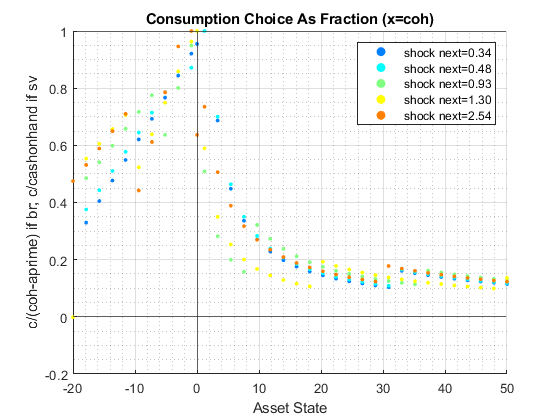 Consumption Choice As Fraction (x=coh)
c/(coh-aprime) if br; c/cashonhand if sv
1
0.8
0.6
0.4
0.2
0
-0.2
-20
-10
0
10
20
30
40
50
Asset State
shock next=0.34
shock next=0.48
shock next=0.93
shock next=1.30
shock next=2.54